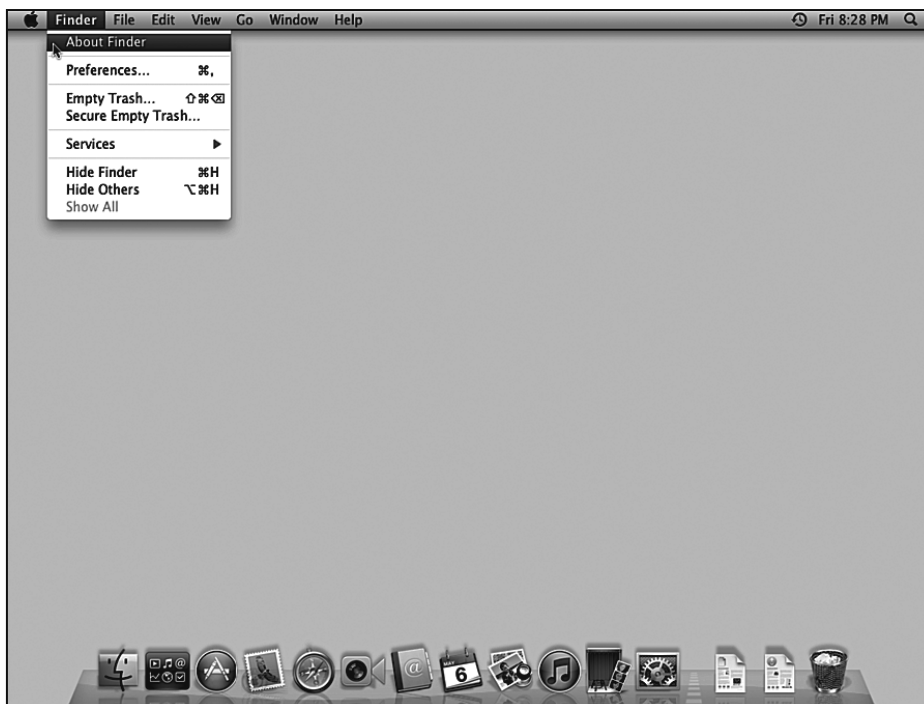 Finder File Edit View Go Window Help Fri 8:28 PM
About Finder
Preferences... ⌘,
Empty Trash... ⇧⌘⌫
Secure Empty Trash...
Services ▶
Hide Finder ⌘H
Hide Others ⌥⌘H
Show All
@
MAY
6